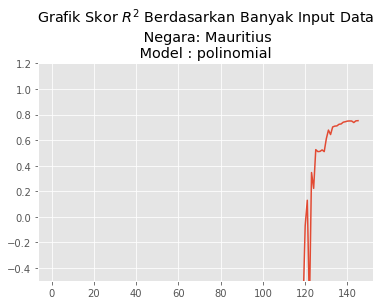 Grafik Skor R² Berdasarkan Banyak Input Data
Negara: Mauritius
Model : polinomial
1.2
1.0
0.8
0.6
0.4
0.2
0.0
−0.2
−0.4
0 20 40 60 80 100 120 140